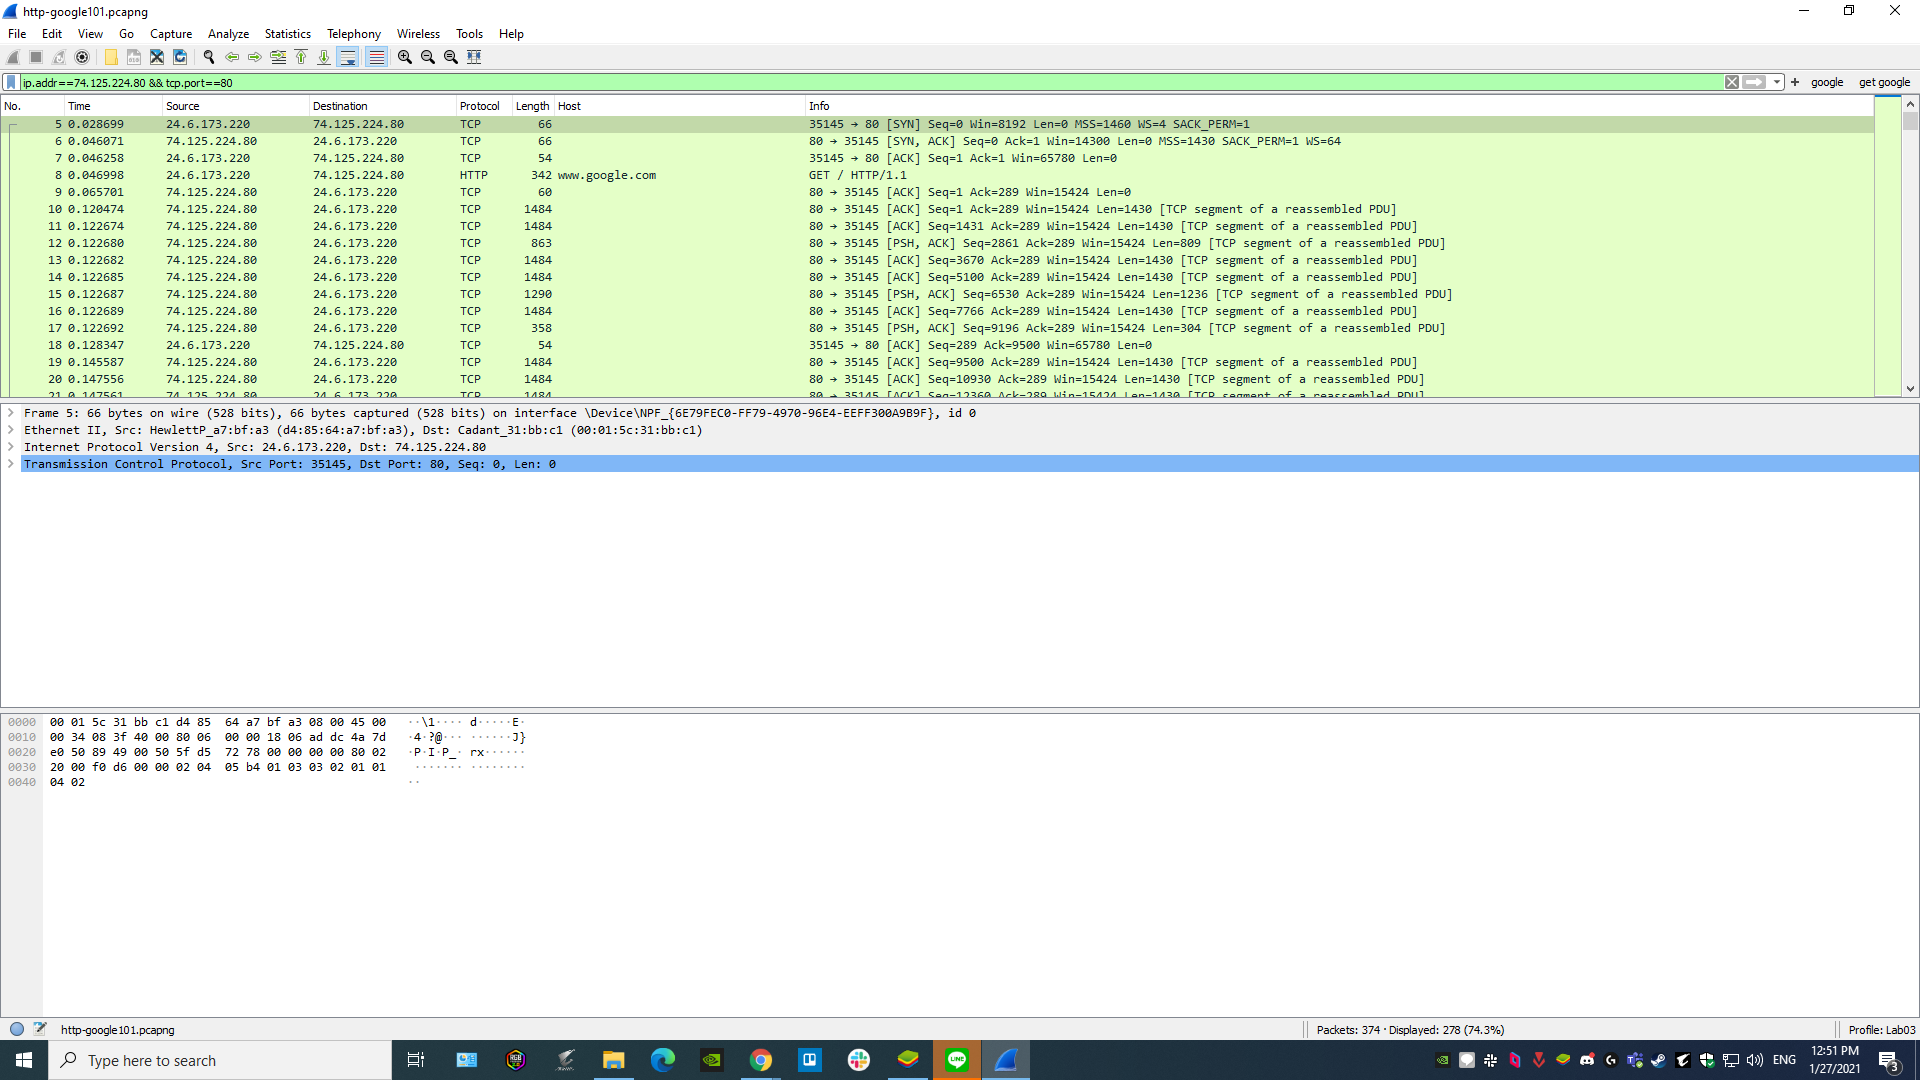 http-google101.pcapng
File Edit View Go Capture Analyze Statistics Telephony Wireless Tools Help
ip.addr==74.125.224.80 && tcp.port==80 + google get google
No. Time Source Destination Protocol Length Host Info
5 0.028699 24.6.173.220 74.125.224.80 TCP 66 35145 → 80 [SYN] Seq=0 Win=8192 Len=0 MSS=1460 WS=4 SACK_PERM=1
6 0.046071 74.125.224.80 24.6.173.220 TCP 66 80 → 35145 [SYN, ACK] Seq=0 Ack=1 Win=14300 Len=0 MSS=1430 SACK_PERM=1 WS=64
7 0.046258 24.6.173.220 74.125.224.80 TCP 54 35145 → 80 [ACK] Seq=1 Ack=1 Win=65780 Len=0
8 0.046998 24.6.173.220 74.125.224.80 HTTP 342 www.google.com GET / HTTP/1.1
9 0.065701 74.125.224.80 24.6.173.220 TCP 60 80 → 35145 [ACK] Seq=1 Ack=289 Win=15424 Len=0
10 0.120474 74.125.224.80 24.6.173.220 TCP 1484 80 → 35145 [ACK] Seq=1 Ack=289 Win=15424 Len=1430 [TCP segment of a reassembled PDU]
11 0.122674 74.125.224.80 24.6.173.220 TCP 1484 80 → 35145 [ACK] Seq=1431 Ack=289 Win=15424 Len=1430 [TCP segment of a reassembled PDU]
12 0.122680 74.125.224.80 24.6.173.220 TCP 863 80 → 35145 [PSH, ACK] Seq=2861 Ack=289 Win=15424 Len=809 [TCP segment of a reassembled PDU]
13 0.122682 74.125.224.80 24.6.173.220 TCP 1484 80 → 35145 [ACK] Seq=3670 Ack=289 Win=15424 Len=1430 [TCP segment of a reassembled PDU]
14 0.122685 74.125.224.80 24.6.173.220 TCP 1484 80 → 35145 [ACK] Seq=5100 Ack=289 Win=15424 Len=1430 [TCP segment of a reassembled PDU]
15 0.122687 74.125.224.80 24.6.173.220 TCP 1290 80 → 35145 [PSH, ACK] Seq=6530 Ack=289 Win=15424 Len=1236 [TCP segment of a reassembled PDU]
16 0.122689 74.125.224.80 24.6.173.220 TCP 1484 80 → 35145 [ACK] Seq=7766 Ack=289 Win=15424 Len=1430 [TCP segment of a reassembled PDU]
17 0.122692 74.125.224.80 24.6.173.220 TCP 358 80 → 35145 [PSH, ACK] Seq=9196 Ack=289 Win=15424 Len=304 [TCP segment of a reassembled PDU]
18 0.128347 24.6.173.220 74.125.224.80 TCP 54 35145 → 80 [ACK] Seq=289 Ack=9500 Win=65780 Len=0
19 0.145587 74.125.224.80 24.6.173.220 TCP 1484 80 → 35145 [ACK] Seq=9500 Ack=289 Win=15424 Len=1430 [TCP segment of a reassembled PDU]
20 0.147556 74.125.224.80 24.6.173.220 TCP 1484 80 → 35145 [ACK] Seq=10930 Ack=289 Win=15424 Len=1430 [TCP segment of a reassembled PDU]
21 0.147561 74.125.224.80 24.6.173.220 TCP 1484 80 → 35145 [ACK] Seq=12360 Ack=289 Win=15424 Len=1430 [TCP segment of a reassembled PDU]
Frame 5: 66 bytes on wire (528 bits), 66 bytes captured (528 bits) on interface \Device\NPF_{6E79FEC0-FF79-4970-96E4-EEFF300A9B9F}, id 0
Ethernet II, Src: HewlettP_a7:bf:a3 (d4:85:64:a7:bf:a3), Dst: Cadant_31:bb:c1 (00:01:5c:31:bb:c1)
Internet Protocol Version 4, Src: 24.6.173.220, Dst: 74.125.224.80
Transmission Control Protocol, Src Port: 35145, Dst Port: 80, Seq: 0, Len: 0
0000 00 01 5c 31 bb c1 d4 85 64 a7 bf a3 08 00 45 00 ··\1···· d·····E·
0010 00 34 08 3f 40 00 80 06 00 00 18 06 ad dc 4a 7d ·4·?@··· ······J}
0020 e0 50 89 49 00 50 5f d5 72 78 00 00 00 00 80 02 ·P·I·P_· rx······
0030 20 00 f0 d6 00 00 02 04 05 b4 01 03 03 02 01 01 ······· ········
0040 04 02 ··
http-google101.pcapng Packets: 374 · Displayed: 278 (74.3%) Profile: Lab03
Type here to search
LINE
ENG
12:51 PM
1/27/2021
3